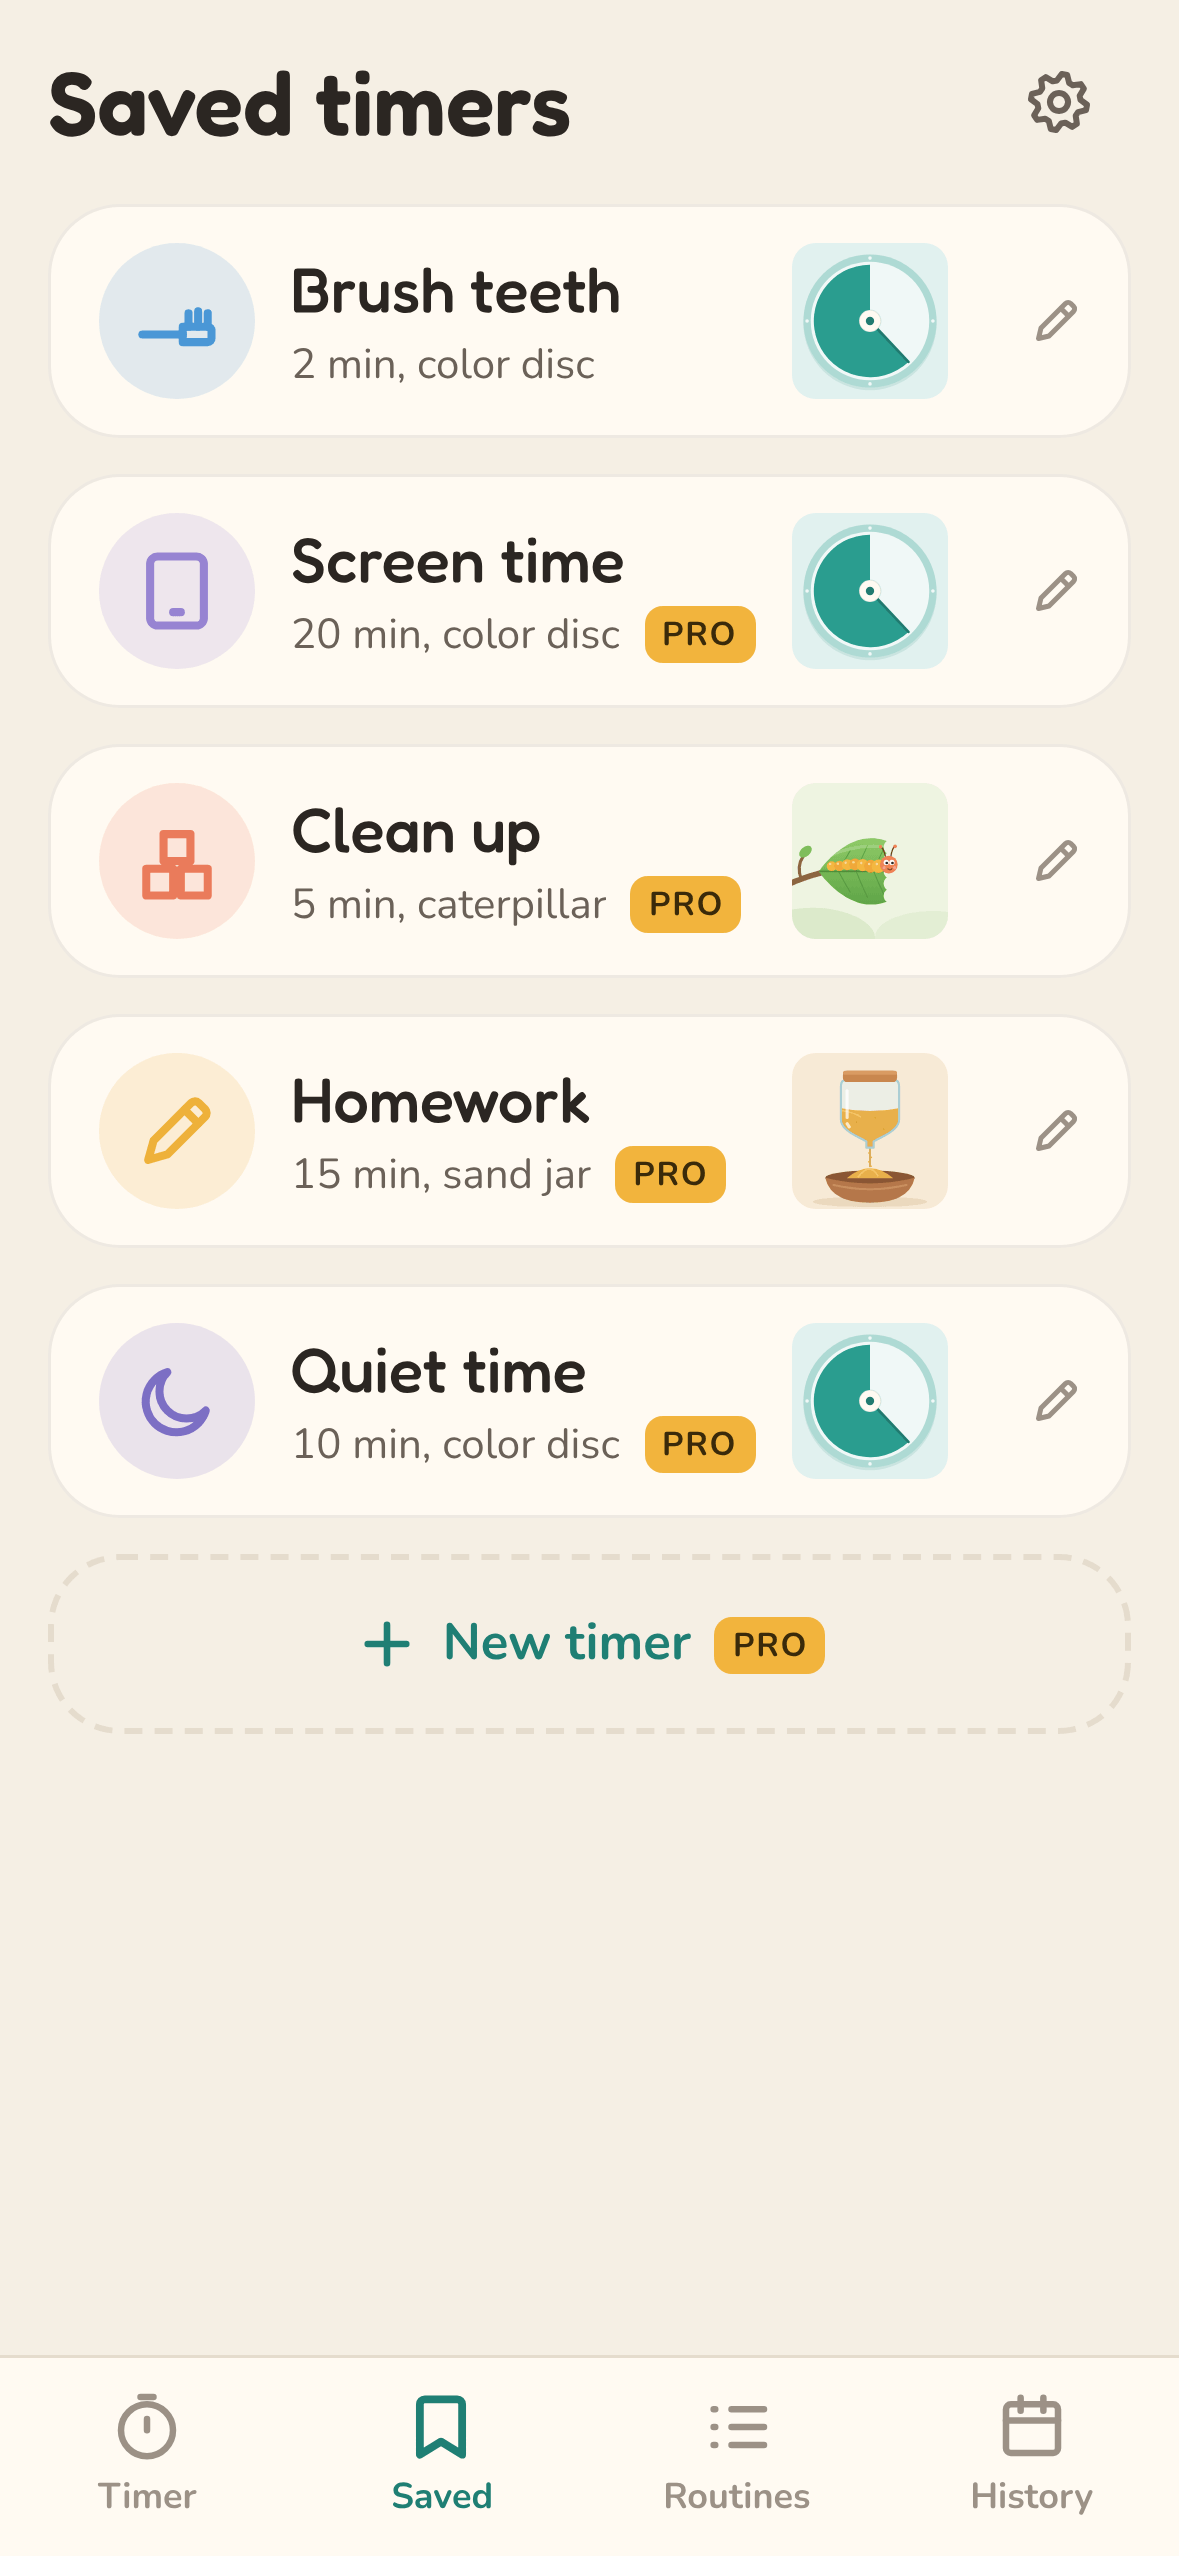 Saved timers
Brush teeth
2 min, color disc
Screen time
20 min, color disc PRO
Clean up
5 min, caterpillar PRO
Homework
15 min, sand jar PRO
Quiet time
10 min, color disc PRO
+ New timer PRO
Timer Saved Routines History